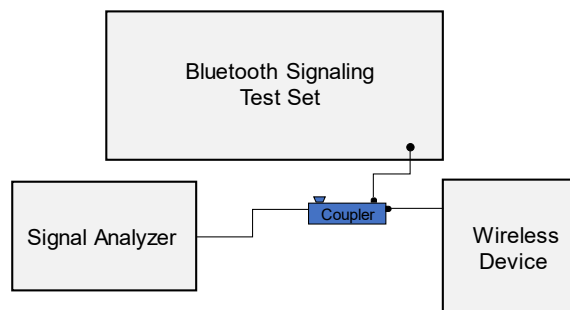 Bluetooth Signaling
Test Set
Coupler
Signal Analyzer
Wireless
Device